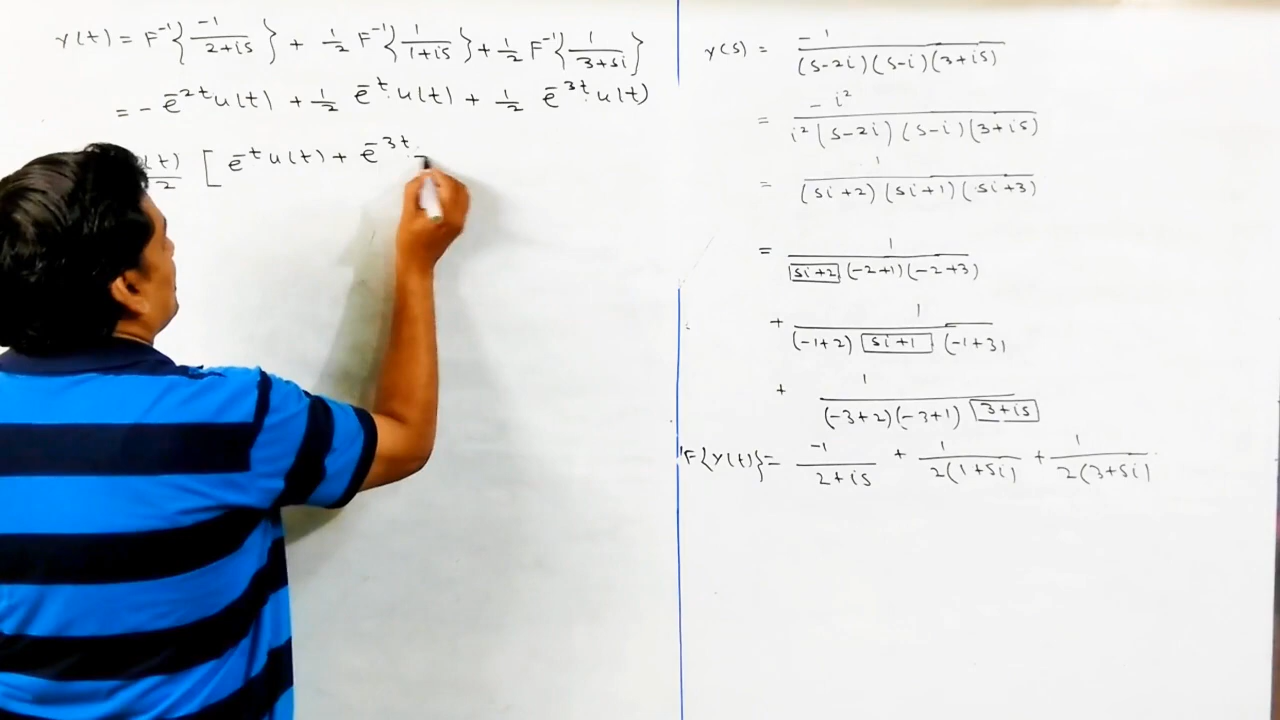 y(t) = F⁻¹{-1/(2+is)} + 1/2 F⁻¹{1/(1+is)} + 1/2 F⁻¹{1/(3+si)}
= -e^{-2t} u(t) + 1/2 e^{-t}. u(t) + 1/2 e^{-3t}. u(t)
(t)/2 [ e^{-t} u(t) + e^{-3t}. -
y(s) = -1/((s-2i)(s-i)(3+is))
= -i²/(i²(s-2i)(s-i)(3+is))
= 1/((si+2)(si+1)(si+3))
= 1/([si+2](-2+1)(-2+3))
+ 1/((-1+2)[si+1](-1+3))
+ 1/((-3+2)(-3+1)[3+is])
F{y(t)} = -1/(2+is) + 1/(2(1+si)) + 1/(2(3+si))